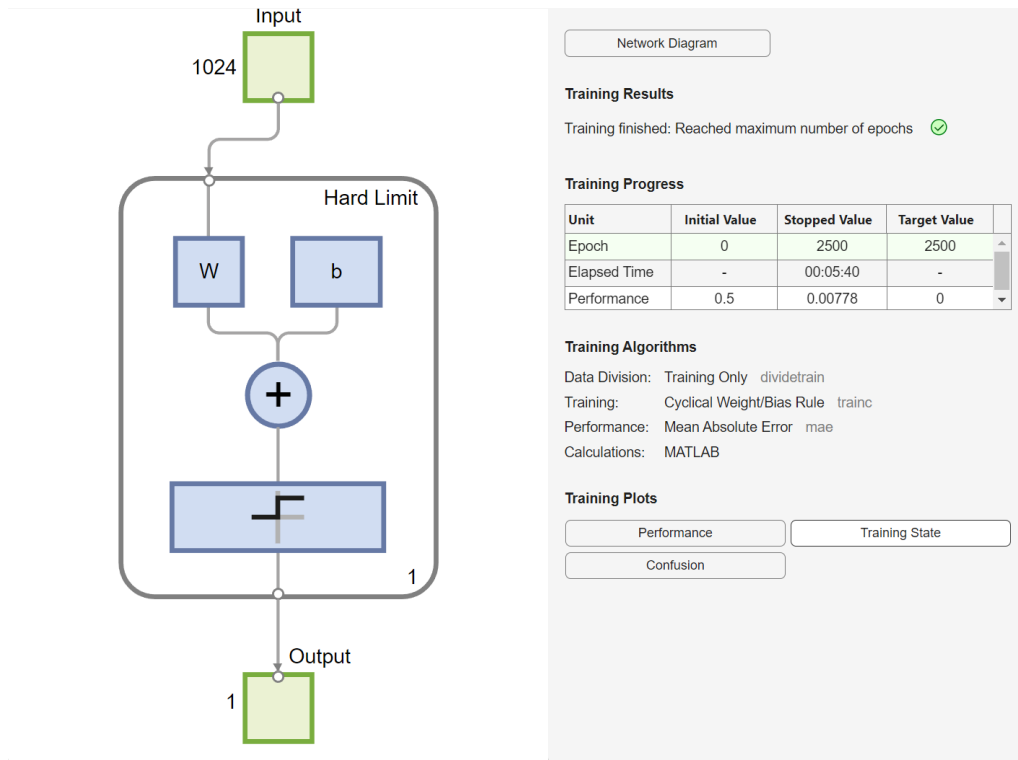 Input
1024
Hard Limit
W
b
+
1
Output
1
Network Diagram
Training Results
Training finished: Reached maximum number of epochs
Training Progress
Unit Initial Value Stopped Value Target Value
Epoch 0 2500 2500
Elapsed Time - 00:05:40 -
Performance 0.5 0.00778 0
Training Algorithms
Data Division: Training Only dividetrain
Training: Cyclical Weight/Bias Rule trainc
Performance: Mean Absolute Error mae
Calculations: MATLAB
Training Plots
Performance Training State
Confusion